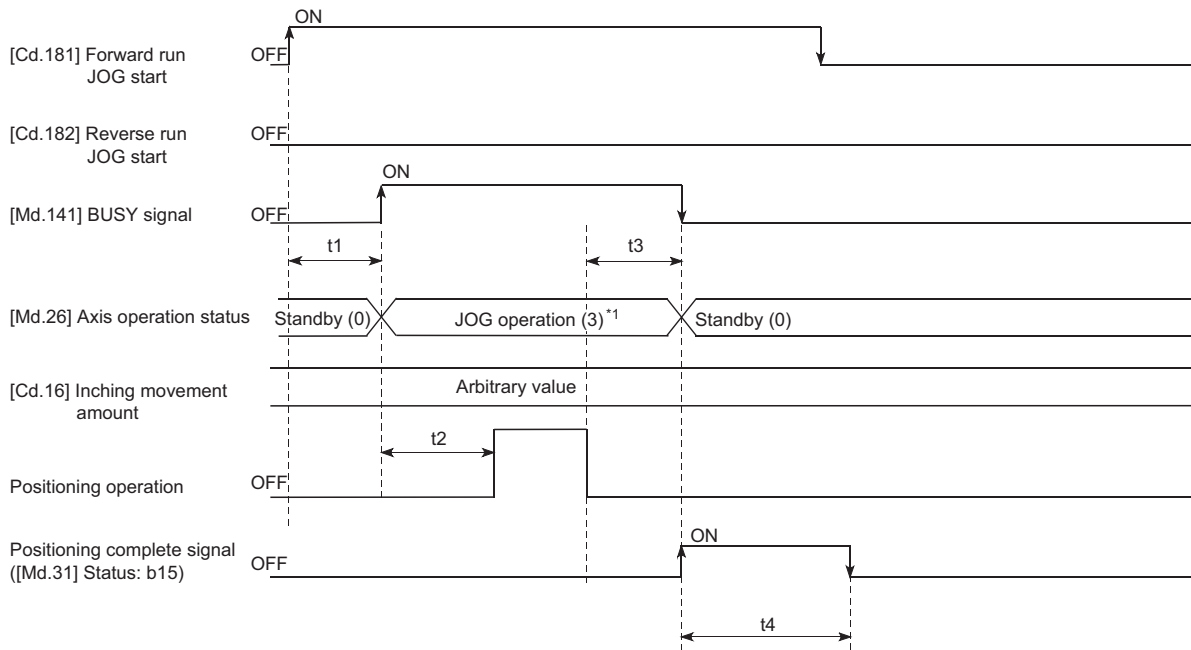 ON
[Cd.181] Forward run
JOG start
OFF
[Cd.182] Reverse run
JOG start
OFF
ON
[Md.141] BUSY signal
OFF
t1
t3
[Md.26] Axis operation status
Standby (0)
JOG operation (3)*1
Standby (0)
[Cd.16] Inching movement
amount
Arbitrary value
t2
Positioning operation
OFF
ON
Positioning complete signal
([Md.31] Status: b15)
OFF
t4